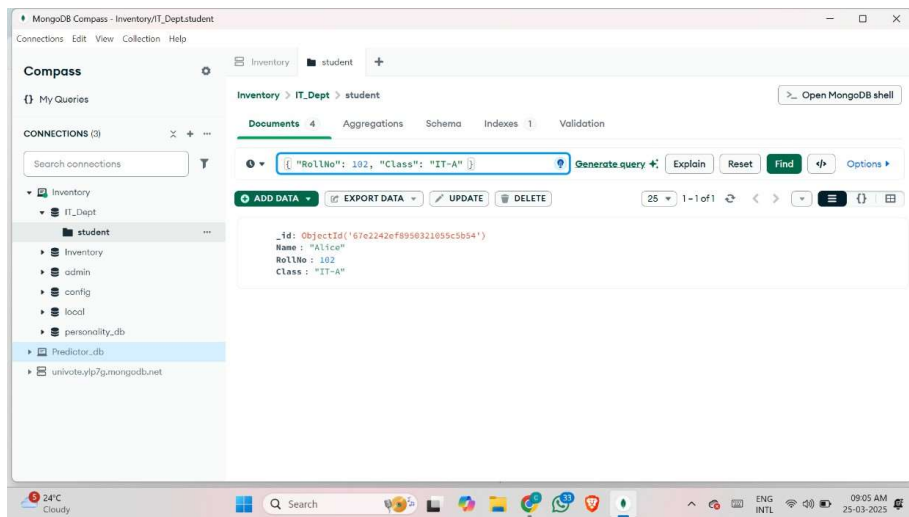 MongoDB Compass - Inventory/IT_Dept.student
Connections Edit View Collection Help
Compass
{} My Queries
CONNECTIONS (3)
Search connections
Inventory
IT_Dept
student
Inventory
admin
config
local
personality_db
Predictor_db
univote.ylp7g.mongodb.net
Inventory student
Inventory > IT_Dept > student
>_ Open MongoDB shell
Documents 4 Aggregations Schema Indexes 1 Validation
{ "RollNo": 102, "Class": "IT-A" }
Generate query Explain Reset Find </> Options
ADD DATA EXPORT DATA UPDATE DELETE
25 1-1 of 1 {}
_id: ObjectId('67e2242ef8950321055c5b54')
Name : "Alice"
RollNo : 102
Class : "IT-A"
5 24°C
Cloudy
Search
33
ENG
INTL
09:05 AM
25-03-2025